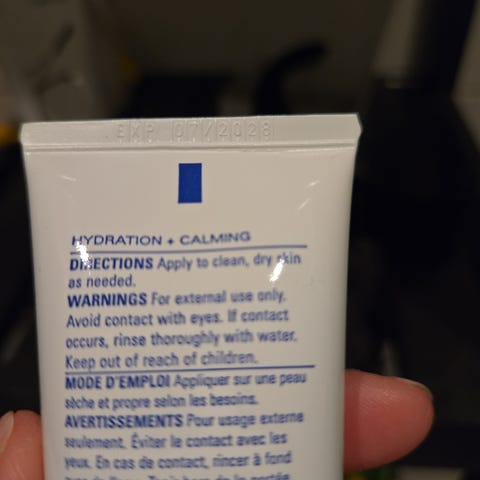 EXP 07/2028
HYDRATION + CALMING
DIRECTIONS Apply to clean, dry skin
as needed.
WARNINGS For external use only.
Avoid contact with eyes. If contact
occurs, rinse thoroughly with water.
Keep out of reach of children.
MODE D'EMPLOI Appliquer sur une peau
sèche et propre selon les besoins.
AVERTISSEMENTS Pour usage externe
seulement. Éviter le contact avec les
yeux. En cas de contact, rincer à fond